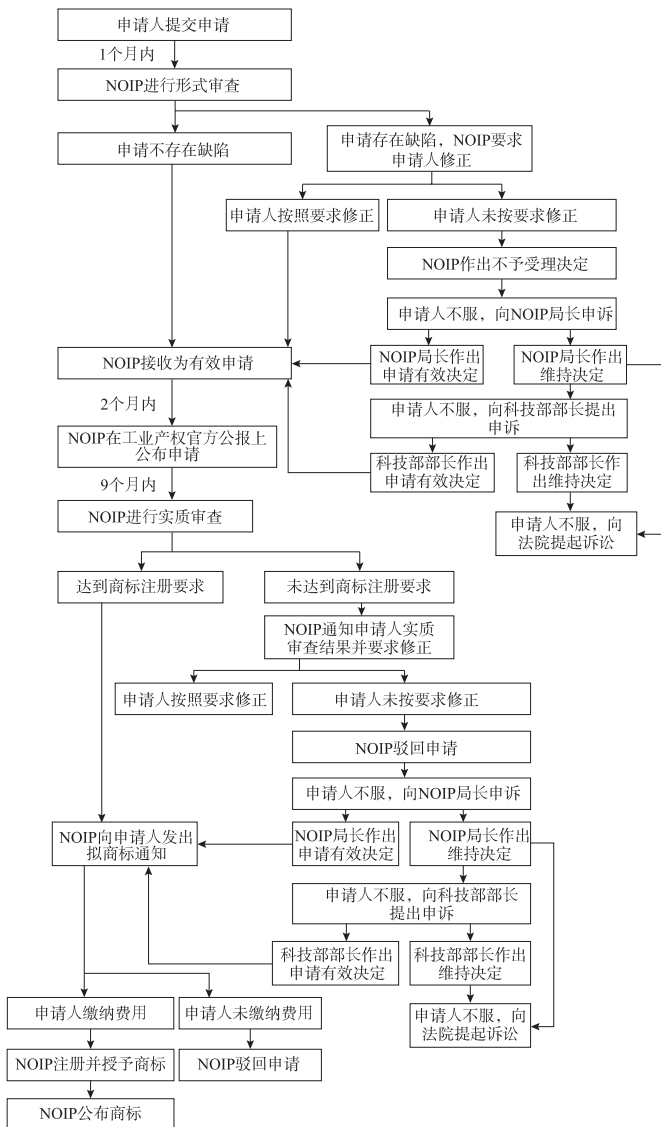 申请人提交申请
1个月内
NOIP进行形式审查
申请不存在缺陷
申请存在缺陷，NOIP要求
申请人修正
申请人按照要求修正
申请人未按要求修正
NOIP作出不予受理决定
申请人不服，向NOIP局长申诉
NOIP接收为有效申请
NOIP局长作出
申请有效决定
NOIP局长作出
维持决定
2个月内
申请人不服，向科技部部长提出
申诉
NOIP在工业产权官方公报上
公布申请
科技部部长作出
申请有效决定
科技部部长作
出维持决定
9个月内
NOIP进行实质审查
申请人不服，向
法院提起诉讼
达到商标注册要求
未达到商标注册要求
NOIP通知申请人实质
审查结果并要求修正
申请人按照要求修正
申请人未按要求修正
NOIP驳回申请
申请人不服，向NOIP局长申诉
NOIP向申请人发出
拟商标通知
NOIP局长作出
申请有效决定
NOIP局长作出
维持决定
申请人不服，向科技部部长
提出申诉
科技部部长作出
申请有效决定
科技部部长作出
维持决定
申请人缴纳费用
申请人未缴纳费用
申请人不服，向
法院提起诉讼
NOIP注册并授予商标
NOIP驳回申请
NOIP公布商标